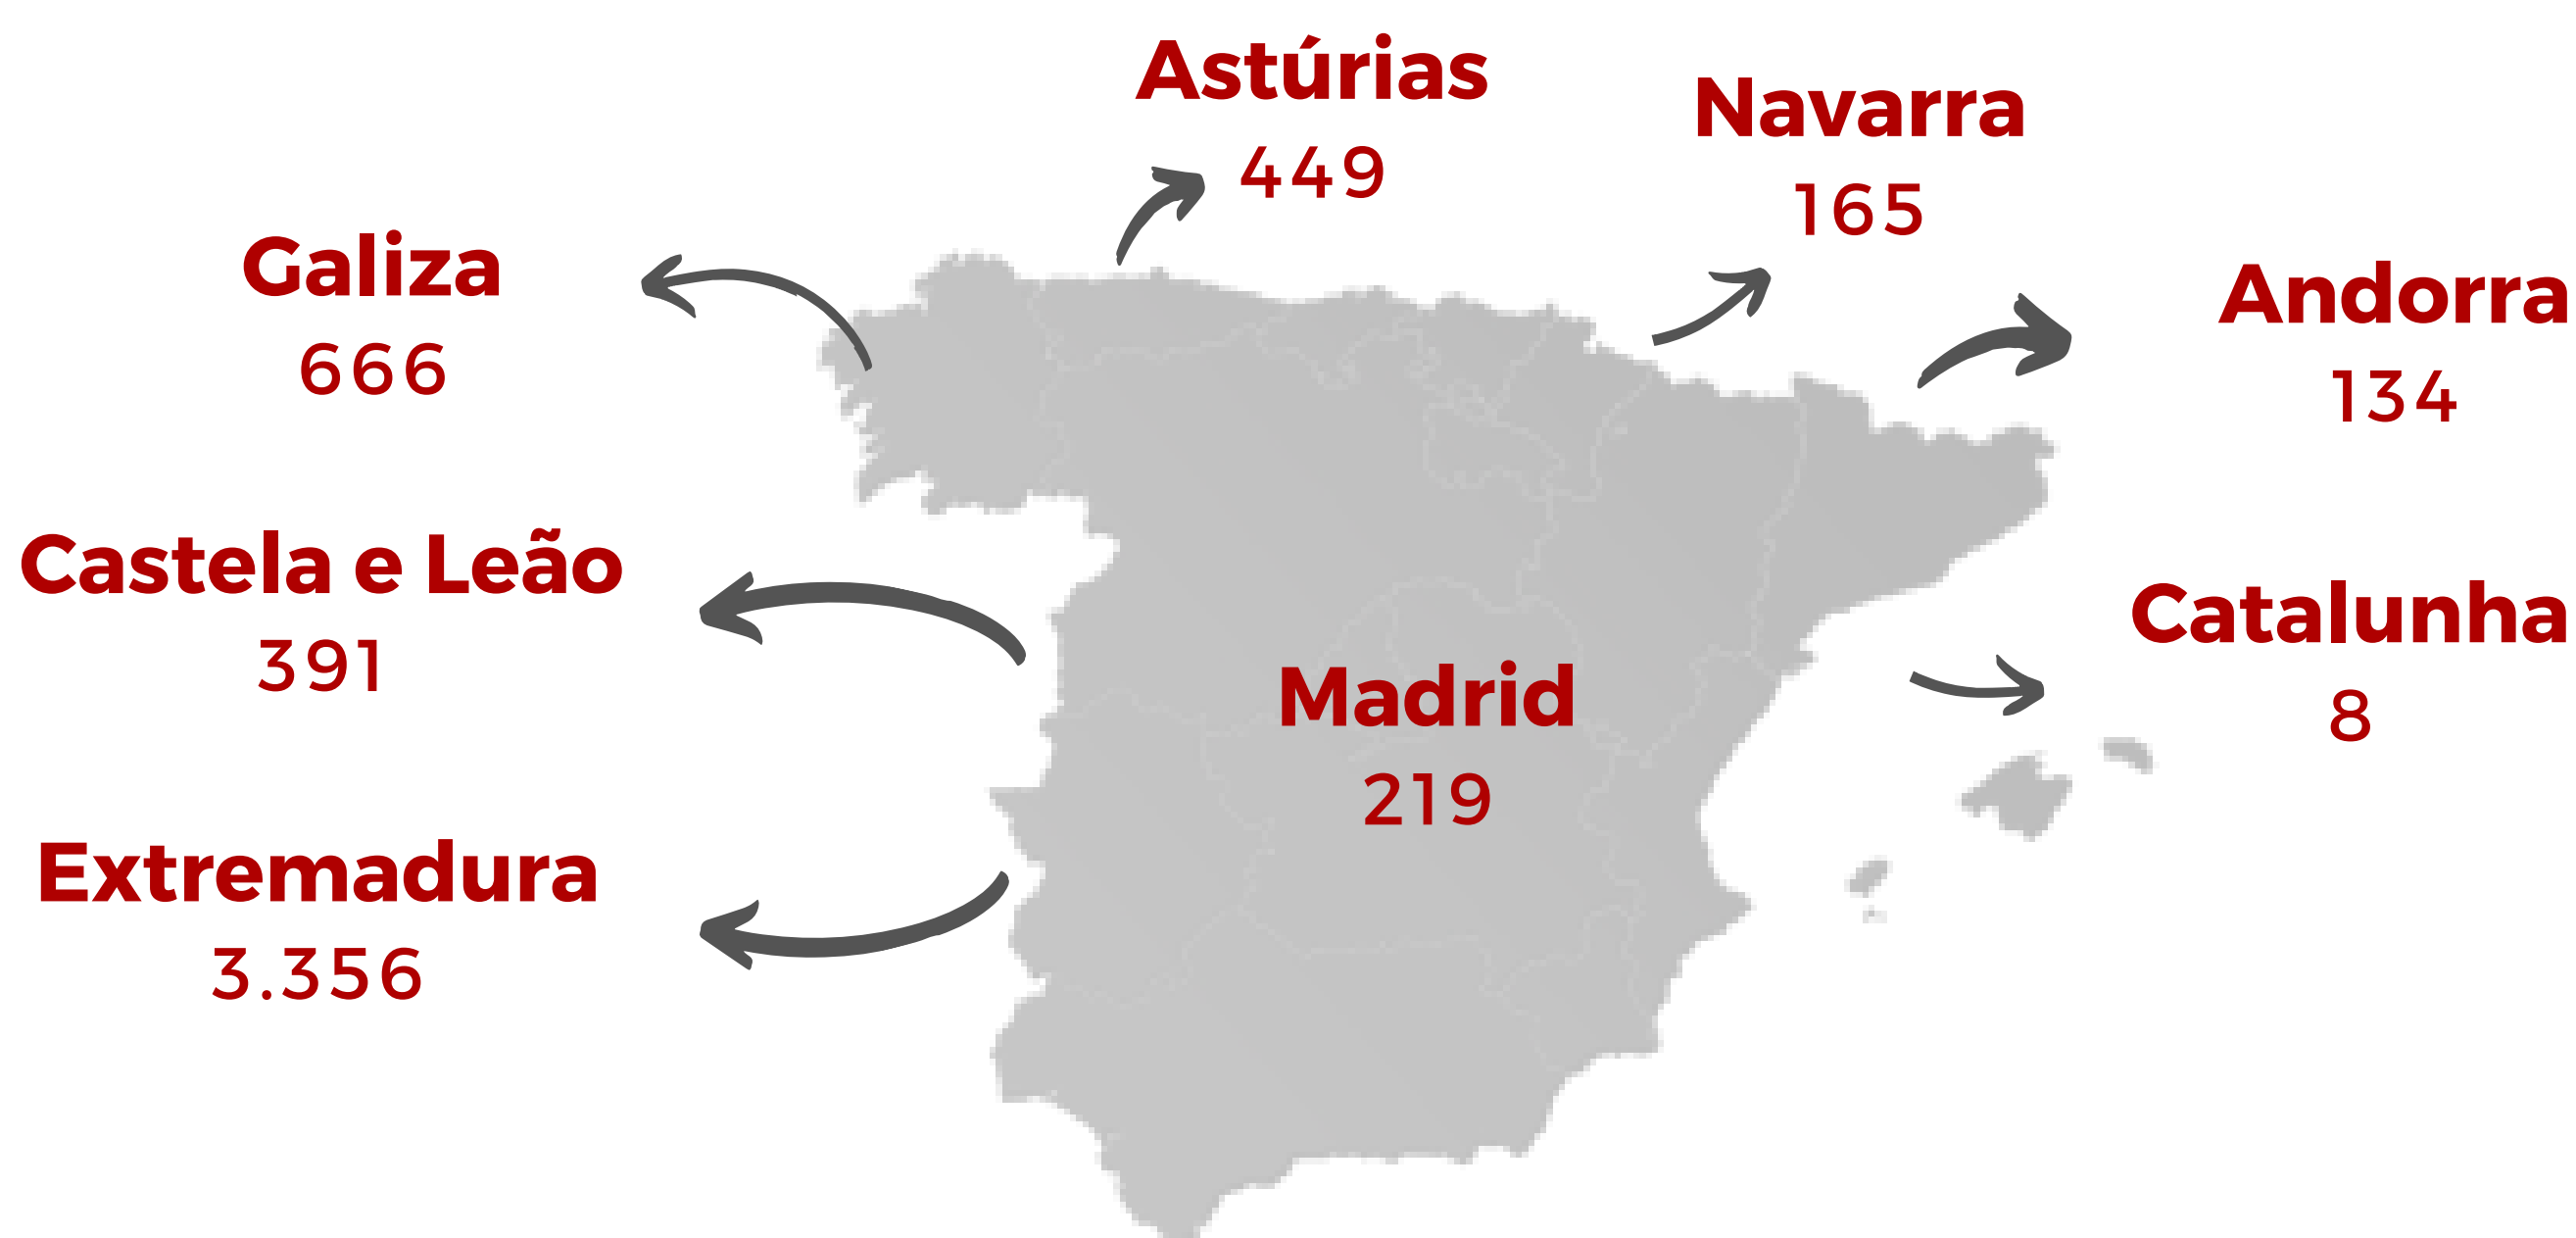 Astúrias
449
Navarra
165
Galiza
666
Andorra
134
Castela e Leão
391
Catalunha
8
Madrid
219
Extremadura
3.356